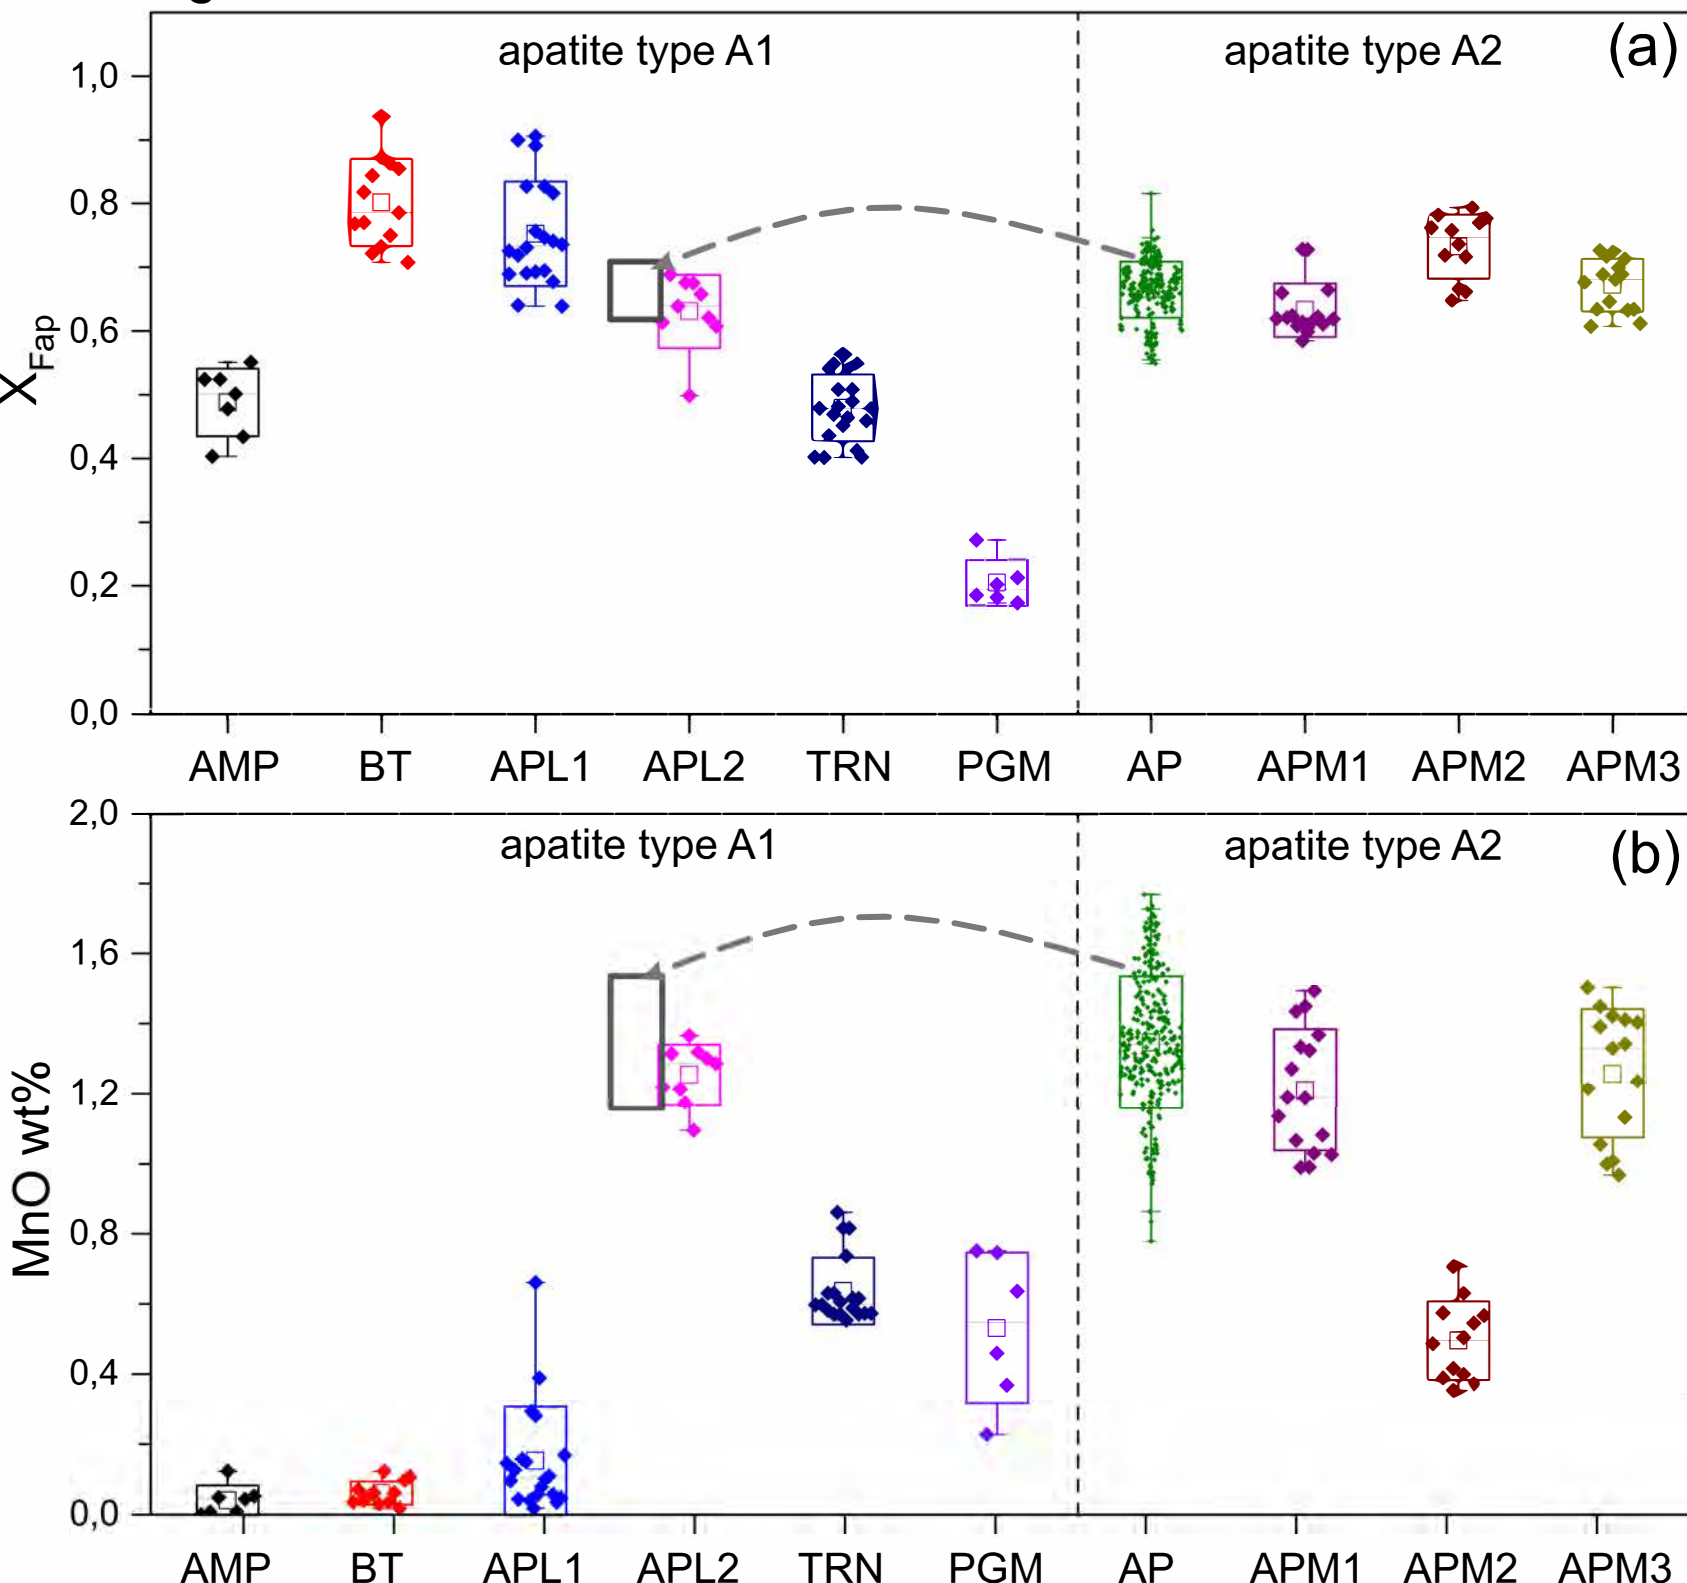 apatite type A1 apatite type A2 (a)
1,0
0,8
0,6
0,4
0,2
0,0
XFap
AMP BT APL1 APL2 TRN PGM AP APM1 APM2 APM3
apatite type A1 apatite type A2 (b)
2,0
1,6
1,2
0,8
0,4
0,0
MnO wt%
AMP BT APL1 APL2 TRN PGM AP APM1 APM2 APM3